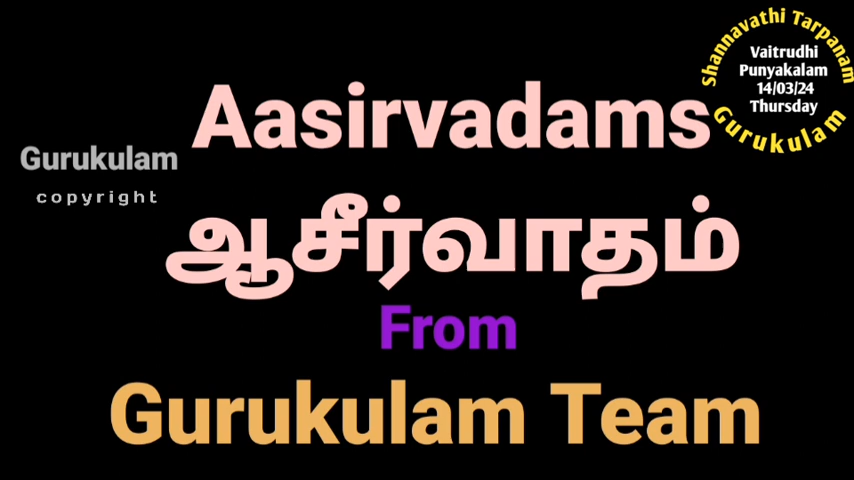 Shannavathi Tarpanam
Vaitrudhi
Punyakalam
14/03/24
Thursday
Gurukulam
Aasirvadams
Gurukulam
copyright
ஆசீர்வாதம்
From
Gurukulam Team